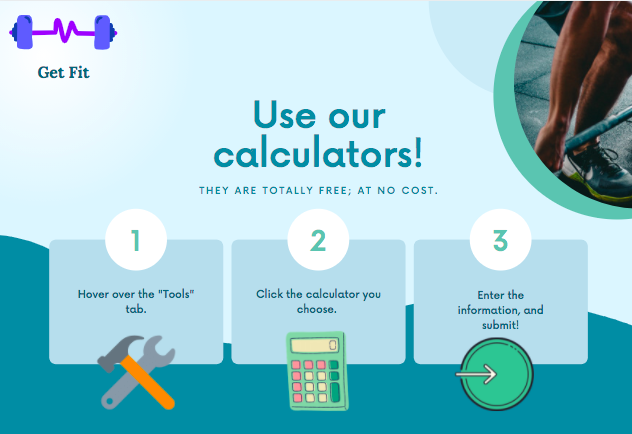 Get Fit
Use our
calculators!
THEY ARE TOTALLY FREE; AT NO COST.
1
Hover over the "Tools"
tab.
2
Click the calculator you
choose.
3
Enter the
information, and
submit!